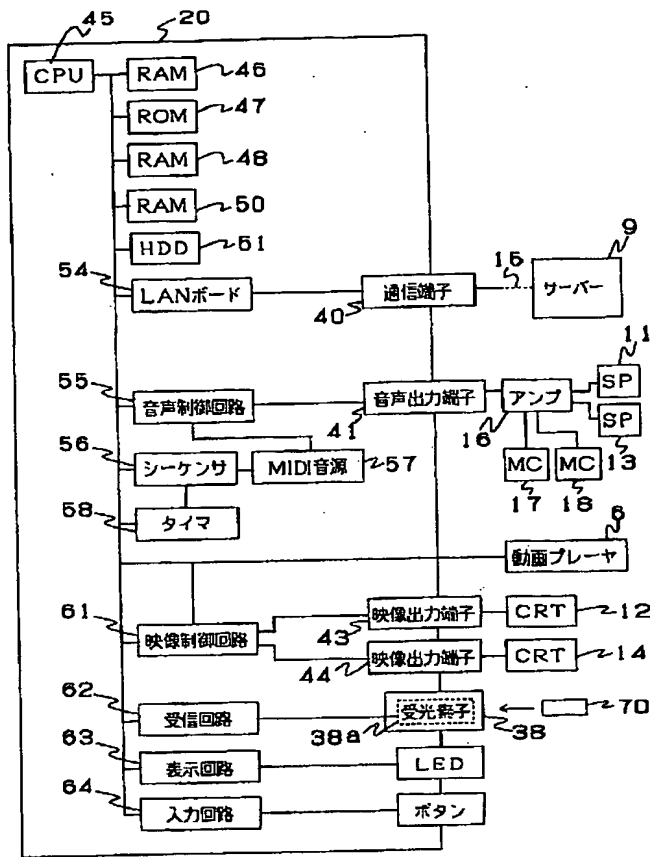 45
20
CPU
RAM
46
ROM
47
RAM
48
RAM
50
HDD
51
9
54
LANボード
通信端子
40
15
サーバー
11
55
音声制御回路
音声出力端子
41
アンプ
16
SP
SP
13
56
シーケンサ
MIDI音源
57
MC
MC
17
18
58
タイマ
6
動画プレーヤ
61
映像制御回路
映像出力端子
43
CRT
12
映像出力端子
44
CRT
14
62
受信回路
受光素子
38a
38
70
63
表示回路
LED
64
入力回路
ボタン